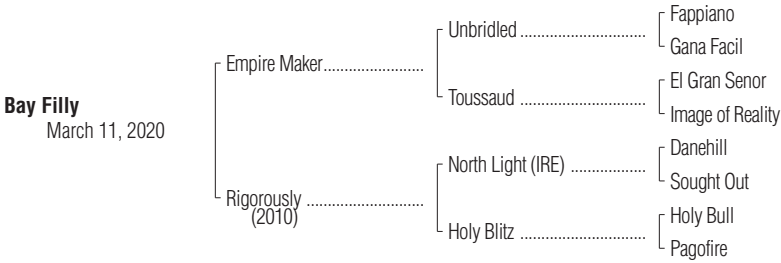 Fappiano
Unbridled ..............................
Gana Facil
Empire Maker........................
El Gran Senor
Toussaud ..............................
Image of Reality
Bay Filly
March 11, 2020
Danehill
North Light (IRE) ..................
Sought Out
Rigorously ............................
(2010)
Holy Bull
Holy Blitz ..............................
Pagofire